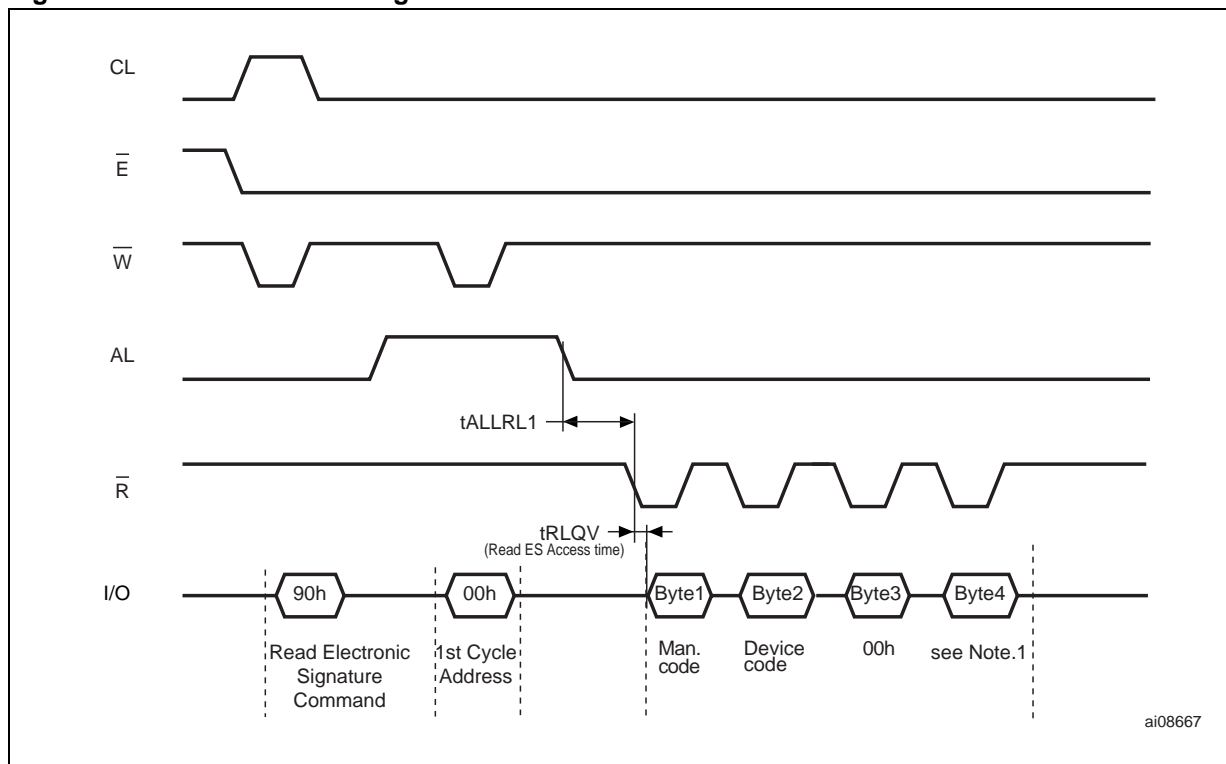 CL
E
W
AL
tALLRL1
R
tRLQV
(Read ES Access time)
I/O
90h
00h
Byte1
Byte2
Byte3
Byte4
Read Electronic
Signature
Command
1st Cycle
Address
Man.
code
Device
code
00h
see Note.1
ai08667